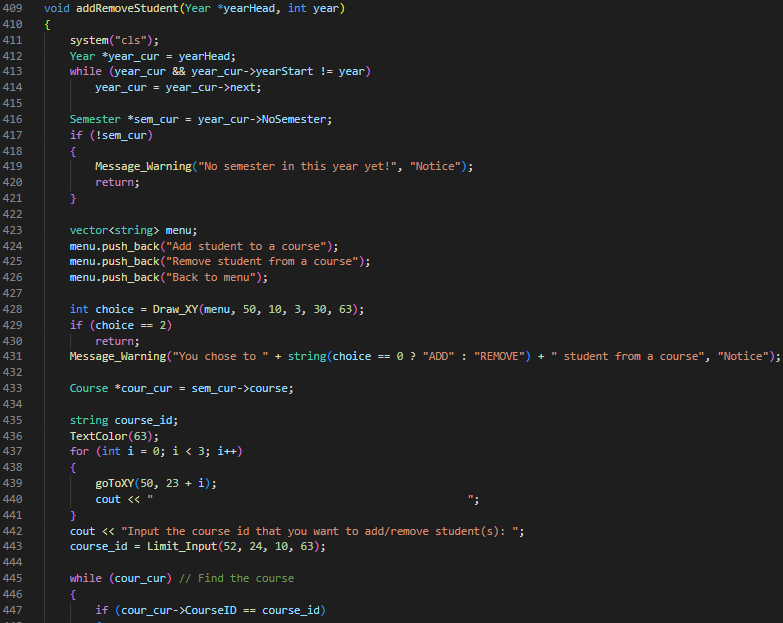 409 void addRemoveStudent(Year *yearHead, int year)
410 {
411     system("cls");
412     Year *year_cur = yearHead;
413     while (year_cur && year_cur->yearStart != year)
414         year_cur = year_cur->next;
415
416     Semester *sem_cur = year_cur->NoSemester;
417     if (!sem_cur)
418     {
419         Message_Warning("No semester in this year yet!", "Notice");
420         return;
421     }
422
423     vector<string> menu;
424     menu.push_back("Add student to a course");
425     menu.push_back("Remove student from a course");
426     menu.push_back("Back to menu");
427
428     int choice = Draw_XY(menu, 50, 10, 3, 30, 63);
429     if (choice == 2)
430         return;
431     Message_Warning("You chose to " + string(choice == 0 ? "ADD" : "REMOVE") + " student from a course", "Notice");
432
433     Course *cour_cur = sem_cur->course;
434
435     string course_id;
436     TextColor(63);
437     for (int i = 0; i < 3; i++)
438     {
439         goToXY(50, 23 + i);
440         cout << "                                                  ";
441     }
442     cout << "Input the course id that you want to add/remove student(s): ";
443     course_id = Limit_Input(52, 24, 10, 63);
444
445     while (cour_cur) // Find the course
446     {
447         if (cour_cur->CourseID == course_id)